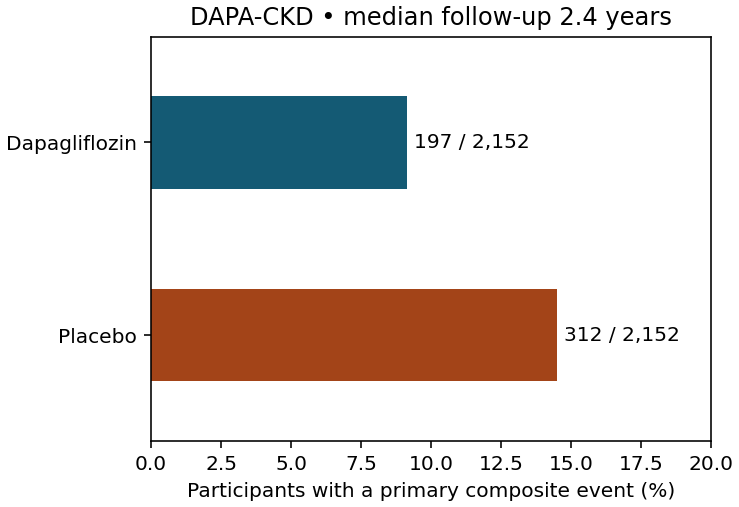 DAPA-CKD • median follow-up 2.4 years
Dapagliflozin
197 / 2,152
Placebo
312 / 2,152
0.0 2.5 5.0 7.5 10.0 12.5 15.0 17.5 20.0
Participants with a primary composite event (%)